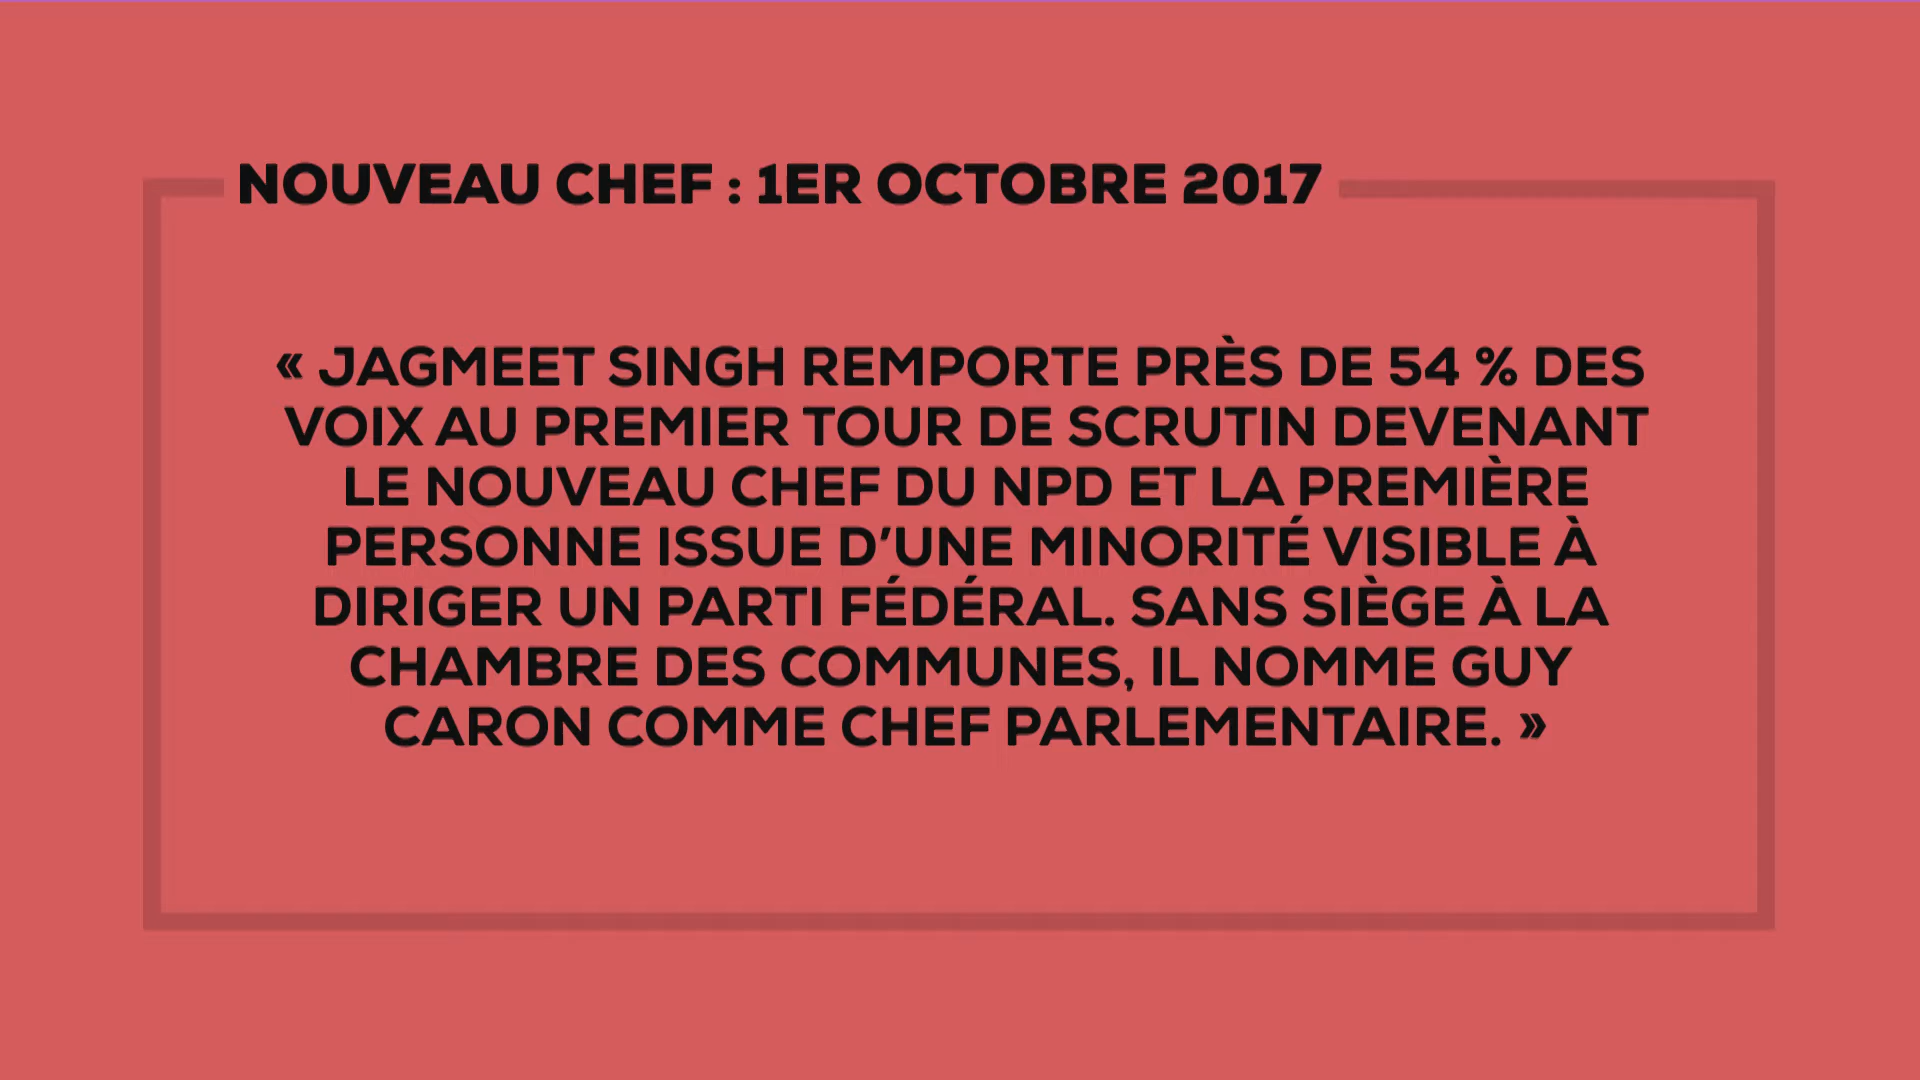 NOUVEAU CHEF : 1ER OCTOBRE 2017
« JAGMEET SINGH REMPORTE PRÈS DE 54 % DES
VOIX AU PREMIER TOUR DE SCRUTIN DEVENANT
LE NOUVEAU CHEF DU NPD ET LA PREMIÈRE
PERSONNE ISSUE D’UNE MINORITÉ VISIBLE À
DIRIGER UN PARTI FÉDÉRAL. SANS SIÈGE À LA
CHAMBRE DES COMMUNES, IL NOMME GUY
CARON COMME CHEF PARLEMENTAIRE. »